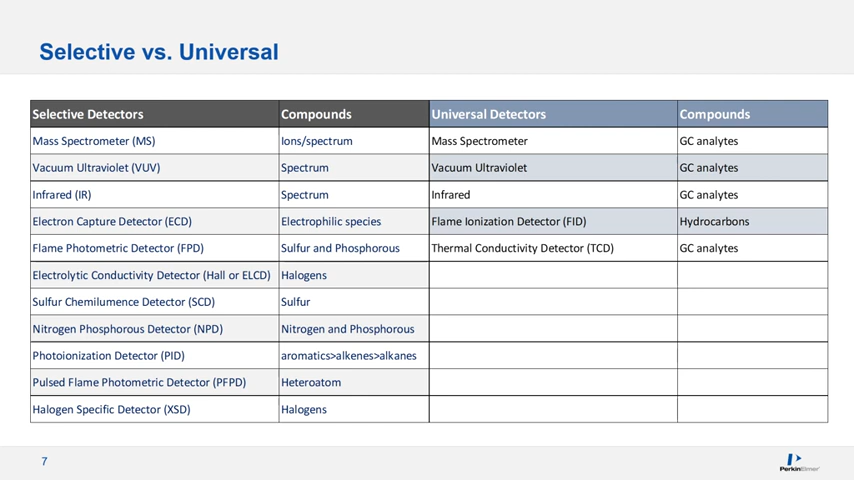 Selective vs. Universal
Selective Detectors Compounds Universal Detectors Compounds
Mass Spectrometer (MS) Ions/spectrum Mass Spectrometer GC analytes
Vacuum Ultraviolet (VUV) Spectrum Vacuum Ultraviolet GC analytes
Infrared (IR) Spectrum Infrared GC analytes
Electron Capture Detector (ECD) Electrophilic species Flame Ionization Detector (FID) Hydrocarbons
Flame Photometric Detector (FPD) Sulfur and Phosphorous Thermal Conductivity Detector (TCD) GC analytes
Electrolytic Conductivity Detector (Hall or ELCD) Halogens
Sulfur Chemilumence Detector (SCD) Sulfur
Nitrogen Phosphorous Detector (NPD) Nitrogen and Phosphorous
Photoionization Detector (PID) aromatics>alkenes>alkanes
Pulsed Flame Photometric Detector (PFPD) Heteroatom
Halogen Specific Detector (XSD) Halogens
7
PerkinElmer